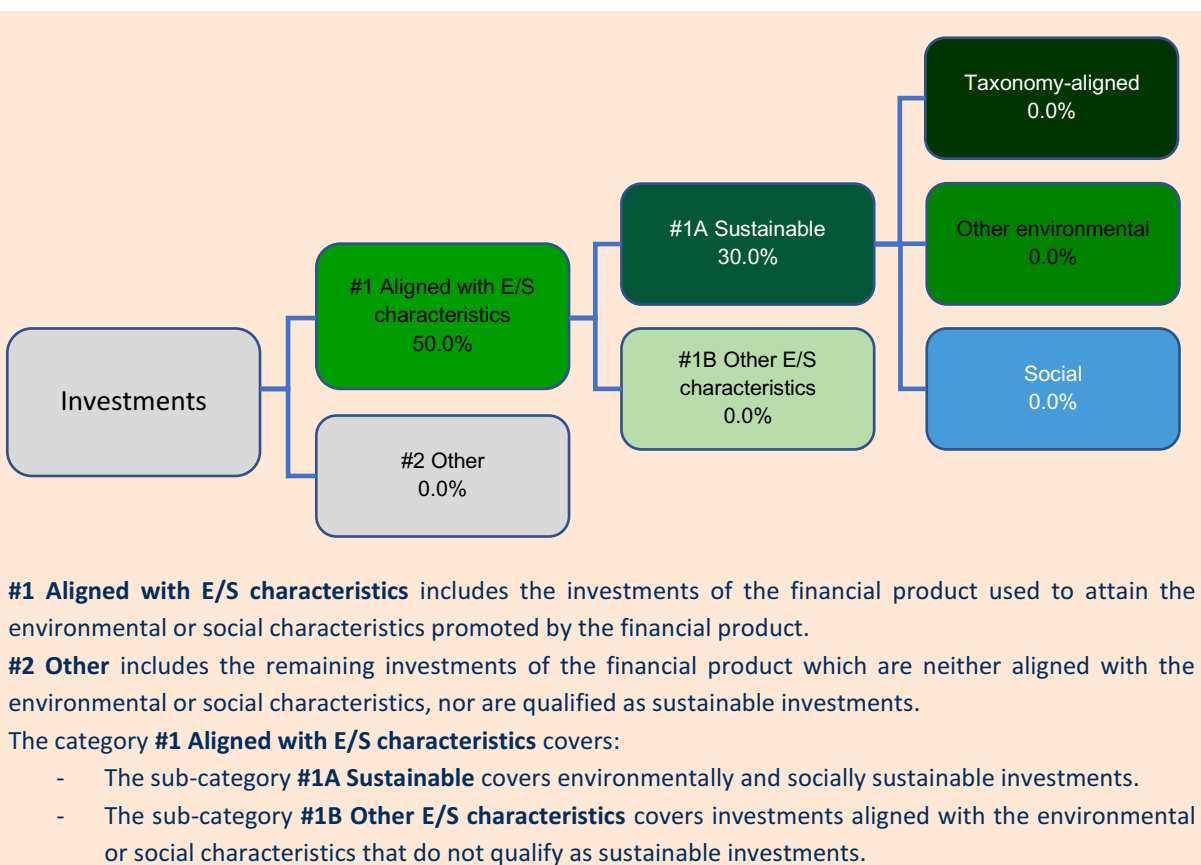 Taxonomy-aligned
0.0%
#1A Sustainable
30.0%
Other environmental
0.0%
#1 Aligned with E/S
characteristics
50.0%
Investments
#1B Other E/S
characteristics
0.0%
Social
0.0%
#2 Other
0.0%
#1 Aligned with E/S characteristics includes the investments of the financial product used to attain the
environmental or social characteristics promoted by the financial product.
#2 Other includes the remaining investments of the financial product which are neither aligned with the
environmental or social characteristics, nor are qualified as sustainable investments.
The category #1 Aligned with E/S characteristics covers:
- The sub-category #1A Sustainable covers environmentally and socially sustainable investments.
- The sub-category #1B Other E/S characteristics covers investments aligned with the environmental
or social characteristics that do not qualify as sustainable investments.